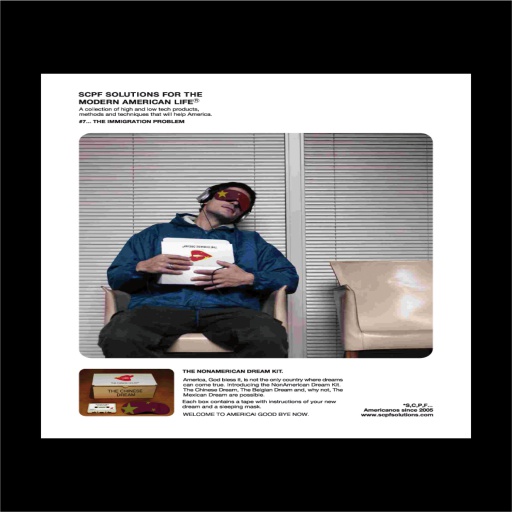 SCPF SOLUTIONS FOR THE
MODERN AMERICAN LIFE®
A collection of high and low tech products,
methods and techniques that will help America.
#7... THE IMMIGRATION PROBLEM
THE NONAMERICAN DREAM KIT.
America, God bless it, is not the only country where dreams
can come true. Introducing the NonAmerican Dream Kit.
The Chinese Dream, The Belgian Dream and, why not, The
Mexican Dream are possible.
Each box contains a tape with instructions of your new
dream and a sleeping mask.
WELCOME TO AMERICA! GOOD BYE NOW.
THE CHINESE
DREAM
*S,C,P,F...
Americanos since 2005
www.scpfsolutions.com